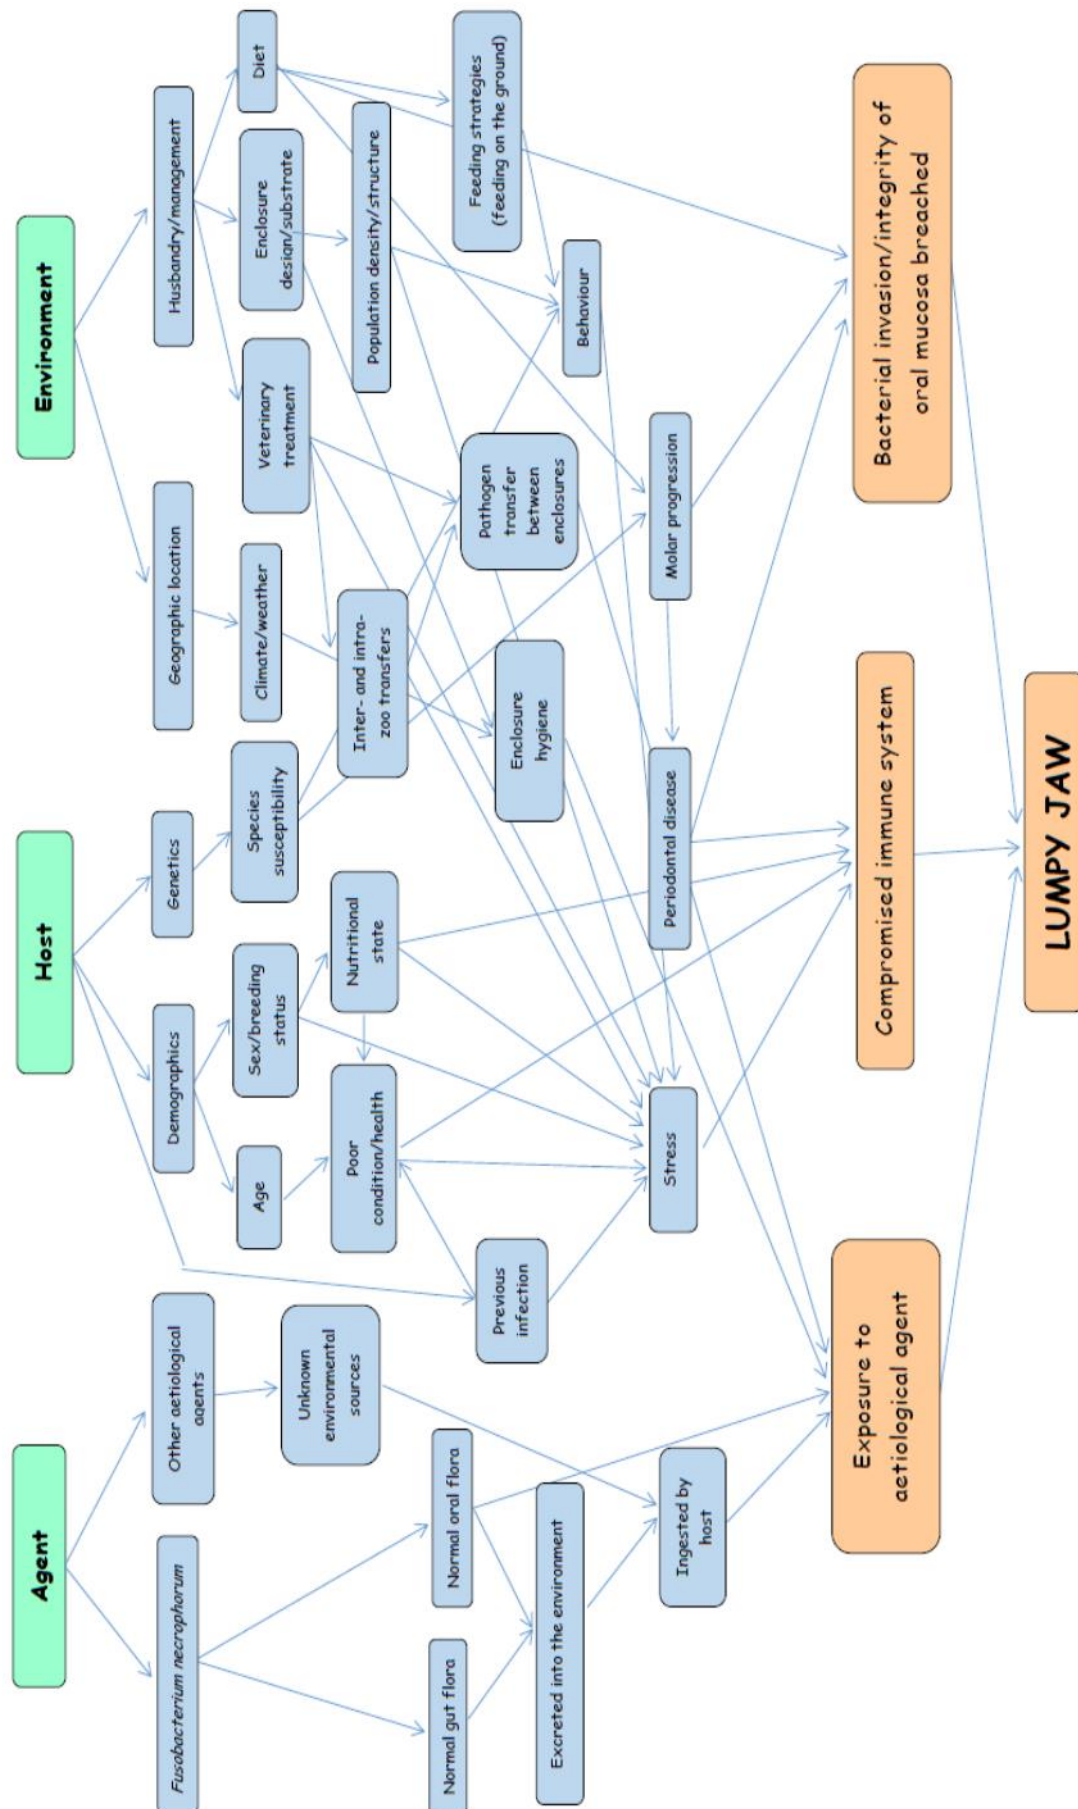 Agent
Host
Environment
Fusobacterium necrophorum
Other aetiological
agents
Demographics
Genetics
Geographic location
Husbandry/management
Age
Sex/breeding
status
Species
susceptibility
Climate/weather
Veterinary
treatment
Enclosure
design/substrate
Diet
Unknown
environmental
sources
Poor
condition/health
Nutritional
state
Inter- and intra-
zoo transfers
Population density/structure
Normal gut flora
Normal oral flora
Previous
infection
Enclosure
hygiene
Pathogen
transfer
between
enclosures
Feeding strategies
(feeding on the ground)
Excreted into the environment
Behaviour
Ingested by
host
Stress
Periodontal disease
Molar progression
Exposure to
aetiological agent
Compromised immune system
Bacterial invasion/integrity of
oral mucosa breached
LUMPY JAW